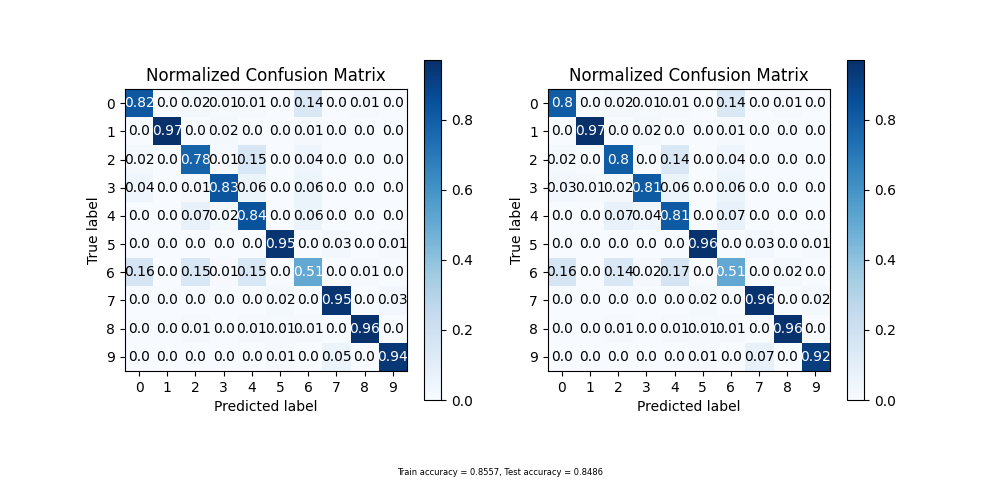 Normalized Confusion Matrix Normalized Confusion Matrix
0 0.82 0.0 0.02 0.01 0.01 0.0 0.14 0.0 0.01 0.0
1 0.0 0.97 0.0 0.02 0.0 0.0 0.01 0.0 0.0 0.0
2 0.02 0.0 0.78 0.01 0.15 0.0 0.04 0.0 0.0 0.0
3 0.04 0.0 0.01 0.83 0.06 0.0 0.06 0.0 0.0 0.0
4 0.0 0.0 0.07 0.02 0.84 0.0 0.06 0.0 0.0 0.0
5 0.0 0.0 0.0 0.0 0.0 0.95 0.0 0.03 0.0 0.01
6 0.16 0.0 0.15 0.01 0.15 0.0 0.51 0.0 0.01 0.0
7 0.0 0.0 0.0 0.0 0.0 0.02 0.0 0.95 0.0 0.03
8 0.0 0.0 0.01 0.0 0.01 0.01 0.01 0.0 0.96 0.0
9 0.0 0.0 0.0 0.0 0.0 0.01 0.0 0.05 0.0 0.94
0 1 2 3 4 5 6 7 8 9
True label
Predicted label
0.8
0.6
0.4
0.2
0.0
0 0.8 0.0 0.02 0.01 0.01 0.0 0.14 0.0 0.01 0.0
1 0.0 0.97 0.0 0.02 0.0 0.0 0.01 0.0 0.0 0.0
2 0.02 0.0 0.8 0.0 0.14 0.0 0.04 0.0 0.0 0.0
3 0.03 0.01 0.02 0.81 0.06 0.0 0.06 0.0 0.0 0.0
4 0.0 0.0 0.07 0.04 0.81 0.0 0.07 0.0 0.0 0.0
5 0.0 0.0 0.0 0.0 0.0 0.96 0.0 0.03 0.0 0.01
6 0.16 0.0 0.14 0.02 0.17 0.0 0.51 0.0 0.02 0.0
7 0.0 0.0 0.0 0.0 0.0 0.02 0.0 0.96 0.0 0.02
8 0.0 0.0 0.01 0.0 0.01 0.01 0.01 0.0 0.96 0.0
9 0.0 0.0 0.0 0.0 0.0 0.01 0.0 0.07 0.0 0.92
0 1 2 3 4 5 6 7 8 9
True label
Predicted label
0.8
0.6
0.4
0.2
0.0
Train accuracy = 0.8557, Test accuracy = 0.8486